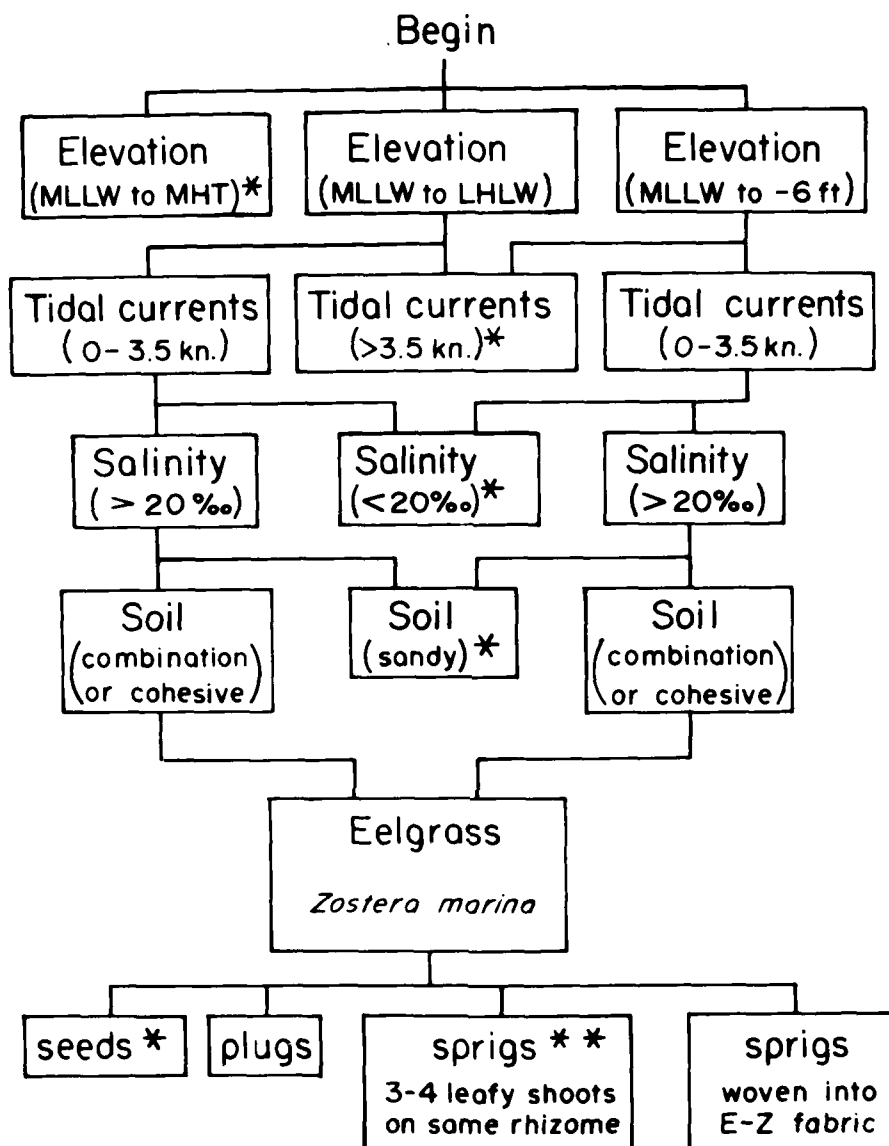 Begin
Elevation
(MLLW to MHT)*
Elevation
(MLLW to LHLW)
Elevation
(MLLW to -6 ft)
Tidal currents
(0-3.5 kn.)
Tidal currents
(>3.5 kn.)*
Tidal currents
(0-3.5 kn.)
Salinity
(> 20‰)
Salinity
(<20‰)*
Salinity
(>20‰)
Soil
(combination
or cohesive)
Soil
(sandy)*
Soil
(combination
or cohesive)
Eelgrass
Zostera marina
seeds *
plugs
sprigs * *
3-4 leafy shoots
on same rhizome
sprigs
woven into
E-Z fabric